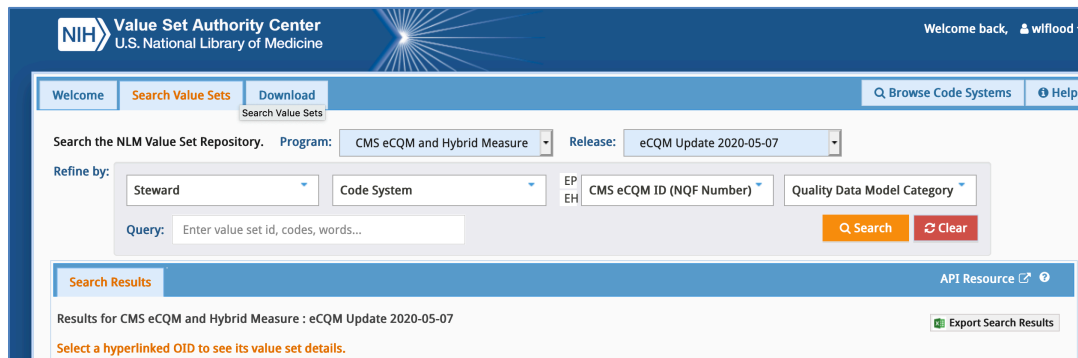 NIH Value Set Authority Center
U.S. National Library of Medicine
Welcome back, wlflood
Welcome Search Value Sets Download Browse Code Systems Help
Search Value Sets
Search the NLM Value Set Repository. Program: CMS eCQM and Hybrid Measure Release: eCQM Update 2020-05-07
Refine by:
Steward Code System EP EH CMS eCQM ID (NQF Number) Quality Data Model Category
Query: Enter value set id, codes, words... Search Clear
Search Results API Resource
Results for CMS eCQM and Hybrid Measure : eCQM Update 2020-05-07 Export Search Results
Select a hyperlinked OID to see its value set details.